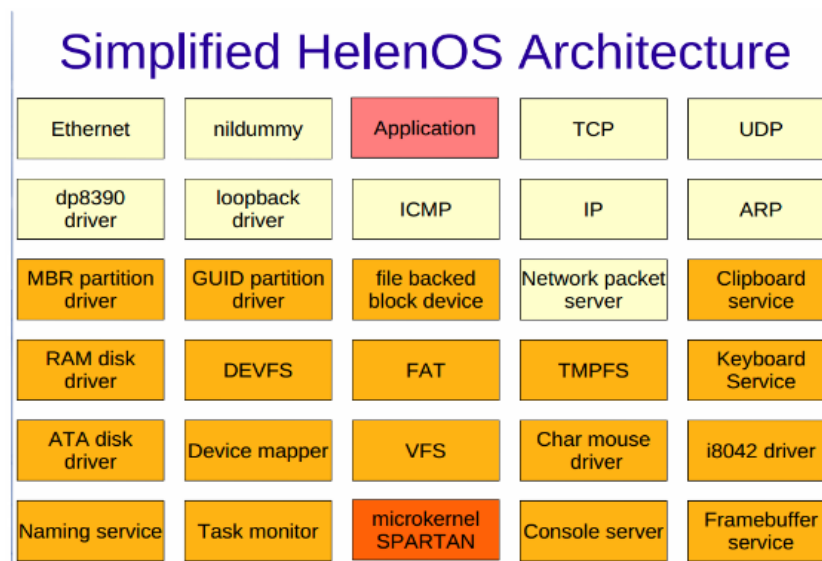 Simplified HelenOS Architecture
Ethernet
nildummy
Application
TCP
UDP
dp8390
driver
loopback
driver
ICMP
IP
ARP
MBR partition
driver
GUID partition
driver
file backed
block device
Network packet
server
Clipboard
service
RAM disk
driver
DEVFS
FAT
TMPFS
Keyboard
Service
ATA disk
driver
Device mapper
VFS
Char mouse
driver
i8042 driver
Naming service
Task monitor
microkernel
SPARTAN
Console server
Framebuffer
service